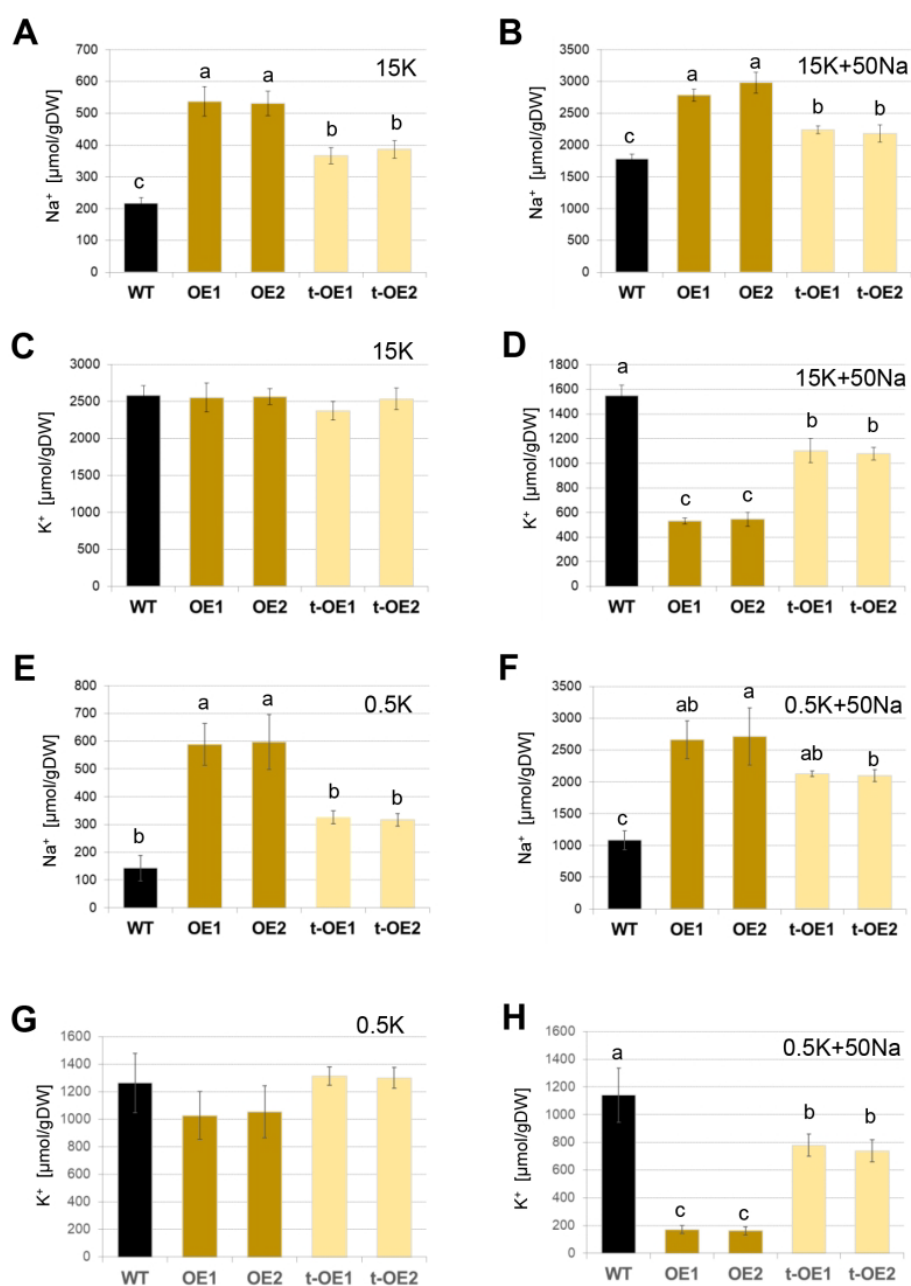 A
Na⁺ [µmol/gDW]
700
600
500
400
300
200
100
0
15K
c
a
a
b
b
WT OE1 OE2 t-OE1 t-OE2
B
Na⁺ [µmol/gDW]
3500
3000
2500
2000
1500
1000
500
0
15K+50Na
c
a
a
b
b
WT OE1 OE2 t-OE1 t-OE2
C
K⁺ [µmol/gDW]
3000
2500
2000
1500
1000
500
0
15K
WT OE1 OE2 t-OE1 t-OE2
D
K⁺ [µmol/gDW]
1800
1600
1400
1200
1000
800
600
400
200
0
15K+50Na
a
c
c
b
b
WT OE1 OE2 t-OE1 t-OE2
E
Na⁺ [µmol/gDW]
800
700
600
500
400
300
200
100
0
0.5K
b
a
a
b
b
WT OE1 OE2 t-OE1 t-OE2
F
Na⁺ [µmol/gDW]
3500
3000
2500
2000
1500
1000
500
0
0.5K+50Na
c
ab
a
ab
b
WT OE1 OE2 t-OE1 t-OE2
G
K⁺ [µmol/gDW]
1600
1400
1200
1000
800
600
400
200
0
0.5K
WT OE1 OE2 t-OE1 t-OE2
H
K⁺ [µmol/gDW]
1600
1400
1200
1000
800
600
400
200
0
0.5K+50Na
a
c
c
b
b
WT OE1 OE2 t-OE1 t-OE2